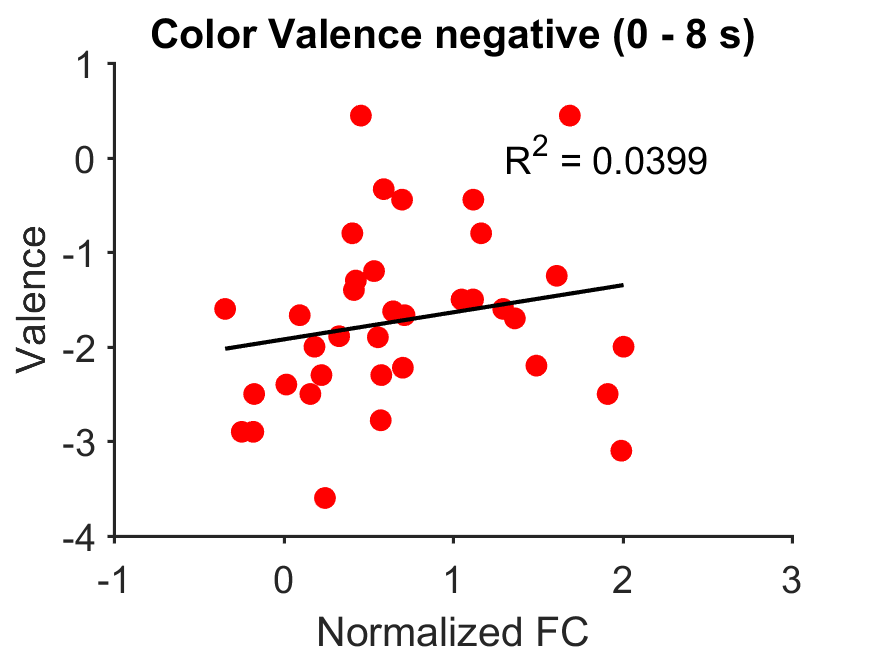 Color Valence negative (0 - 8 s)
1
0
-1
-2
-3
-4
Valence
R² = 0.0399
-1 0 1 2 3
Normalized FC